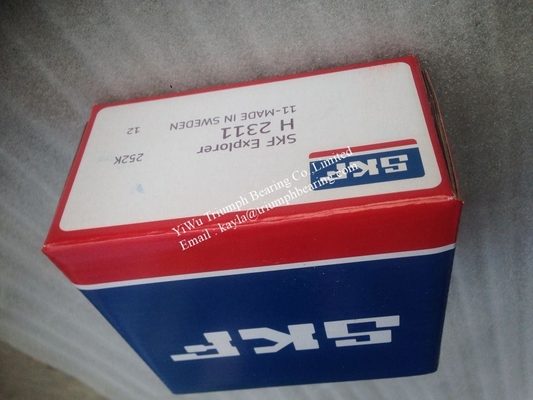 SKF
SKF Explorer
H 2311
11-MADE IN SWEDEN
12
252K
YiWu Triumph Bearing Co.,Limited
Email : kayla@triumphbearing.com
SKF